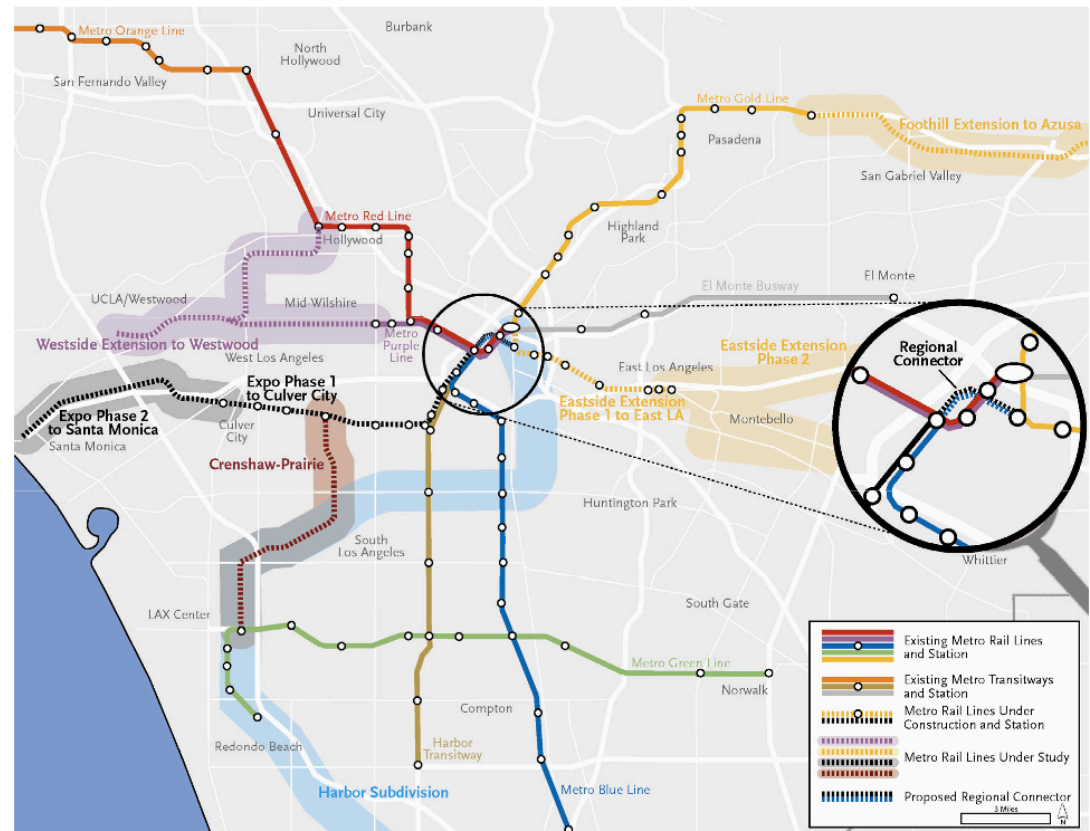 Metro Orange Line
Burbank
North
Hollywood
San Fernando Valley
Universal City
Metro Gold Line
Pasadena
Foothill Extension to Azusa
San Gabriel Valley
Metro Red Line
Hollywood
Highland
Park
El Monte
El Monte Busway
UCLA/Westwood
Mid-Wilshire
Metro
Purple
Line
Westside Extension to Westwood
West Los Angeles
Regional
Connector
Eastside Extension
Phase 2
East Los Angeles
Expo Phase 1
to Culver City
Eastside Extension
Phase 1 to East LA
Expo Phase 2
to Santa Monica
Santa Monica
Culver
City
Montebello
Crenshaw-Prairie
Huntington Park
South
Los Angeles
Whittier
LAX Center
South Gate
Metro Green Line
Norwalk
Compton
Redondo Beach
Harbor
Transitway
Harbor Subdivision
Metro Blue Line
Existing Metro Rail Lines
and Station
Existing Metro Transitways
and Station
Metro Rail Lines Under
Construction and Station
Metro Rail Lines Under Study
Proposed Regional Connector
3 Miles
N